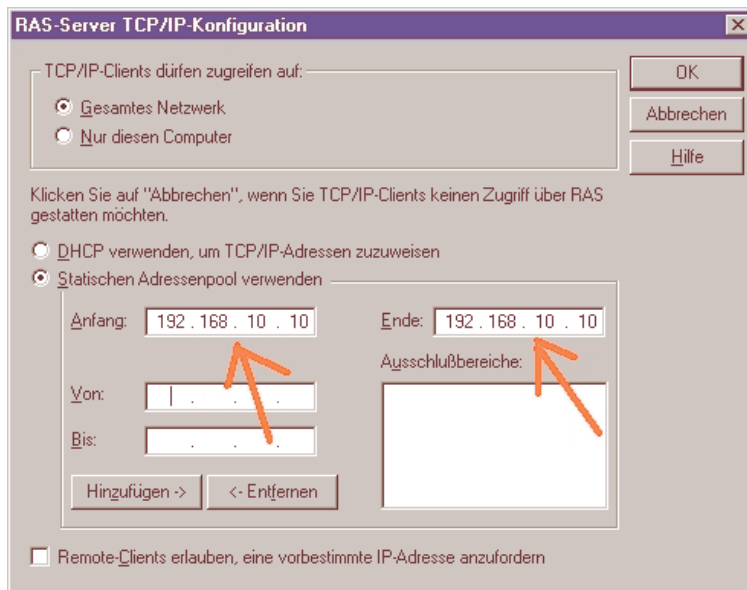 RAS-Server TCP/IP-Konfiguration
TCP/IP-Clients dürfen zugreifen auf:
Gesamtes Netzwerk
Nur diesen Computer
OK
Abbrechen
Hilfe
Klicken Sie auf "Abbrechen", wenn Sie TCP/IP-Clients keinen Zugriff über RAS
gestatten möchten.
DHCP verwenden, um TCP/IP-Adressen zuzuweisen
Statischen Adressenpool verwenden
Anfang: 192 . 168 . 10 . 10
Ende: 192 . 168 . 10 . 10
Ausschlußbereiche:
Von: . . .
Bis: . . .
Hinzufügen ->
<- Entfernen
Remote-Clients erlauben, eine vorbestimmte IP-Adresse anzufordern